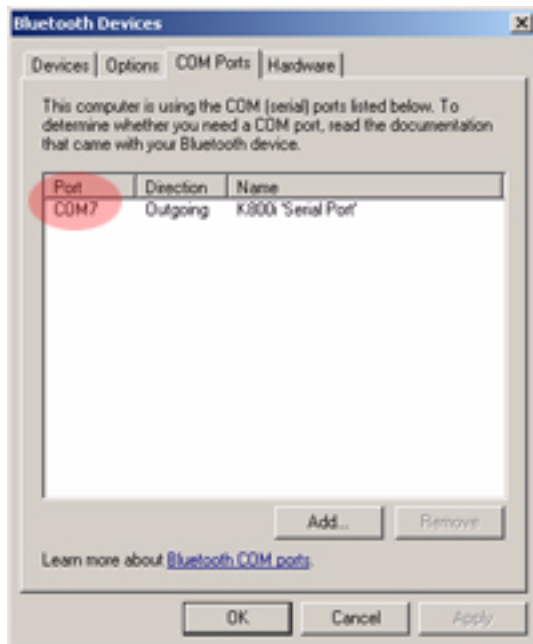 Bluetooth Devices
Devices Options COM Ports Hardware
This computer is using the COM (serial) ports listed below. To
determine whether you need a COM port, read the documentation
that came with your Bluetooth device.
Port Direction Name
COM7 Outgoing K800i 'Serial Port'
Add... Remove
Learn more about Bluetooth COM ports.
OK Cancel Apply